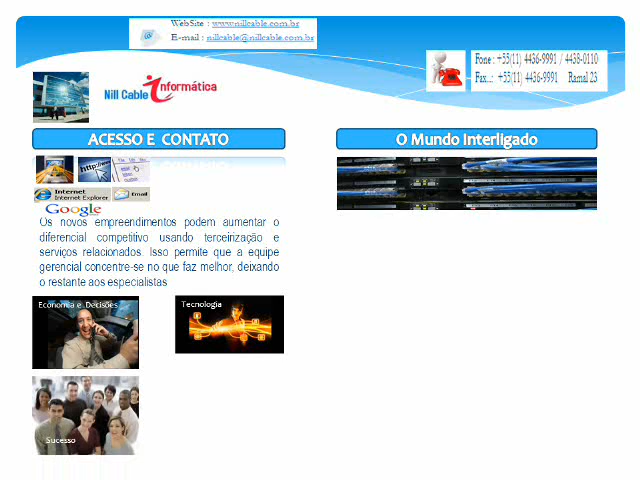 WebSite : www.nillcable.com.br
E-mail : nillcable@nillcable.com.br
Fone : +55(11) 4436-9991 / 4438-0110
Fax..: +55(11) 4436-9991 Ramal 23
Nill Cable informática
ACESSO E CONTATO
O Mundo Interligado
http://
Internet
Internet Explorer
Email
Google
Os novos empreendimentos podem aumentar o
diferencial competitivo usando terceirização e
serviços relacionados. Isso permite que a equipe
gerencial concentre-se no que faz melhor, deixando
o restante aos especialistas
Economia e Decisões
Tecnologia
Sucesso